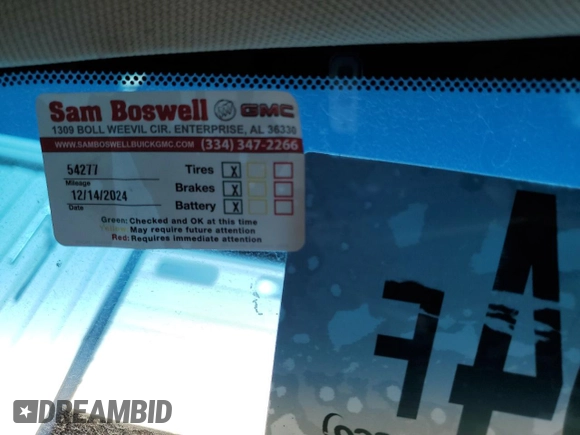 Sam Boswell GMC
1309 BOLL WEEVIL CIR. ENTERPRISE, AL 36330
WWW.SAMBOSWELLBUICKGMC.COM (334) 347-2266
54277
Mileage
12/14/2024
Date
Tires X
Brakes X
Battery X
Green: Checked and OK at this time
Yellow: May require future attention
Red: Requires immediate attention
DREAMBID